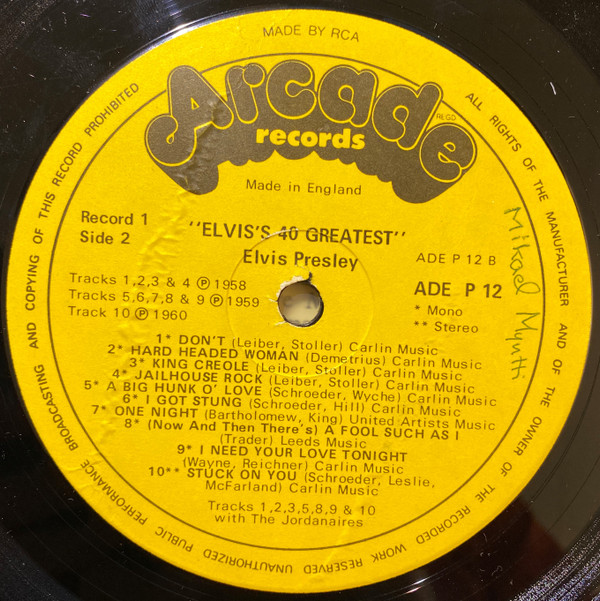 MADE BY RCA
ALL RIGHTS OF THE MANUFACTURER AND OF THE OWNER OF THE RECORDED WORK RESERVED UNAUTHORIZED PUBLIC PERFORMANCE BROADCASTING AND COPYING OF THIS RECORD PROHIBITED
Arcade
REGD
records
Made in England
Record 1
Side 2
"ELVIS'S 40 GREATEST"
Elvis Presley
ADE P 12 B
ADE P 12
* Mono
** Stereo
Tracks 1,2,3 & 4 ℗ 1958
Tracks 5,6,7,8 & 9 ℗ 1959
Track 10 ℗ 1960
1* DON'T (Leiber, Stoller) Carlin Music
2* HARD HEADED WOMAN (Demetrius) Carlin Music
3* KING CREOLE (Leiber, Stoller) Carlin Music
4* JAILHOUSE ROCK (Leiber, Stoller) Carlin Music
5* A BIG HUNK O' LOVE (Schroeder, Wyche) Carlin Music
6* I GOT STUNG (Schroeder, Hill) Carlin Music
7* ONE NIGHT (Bartholomew, King) United Artists Music
8* (Now And Then There's) A FOOL SUCH AS I
(Trader) Leeds Music
9* I NEED YOUR LOVE TONIGHT
(Wayne, Reichner) Carlin Music
10** STUCK ON YOU (Schroeder, Leslie,
McFarland) Carlin Music
Tracks 1,2,3,5,8,9 & 10
with The Jordanaires
Mikael Myntti